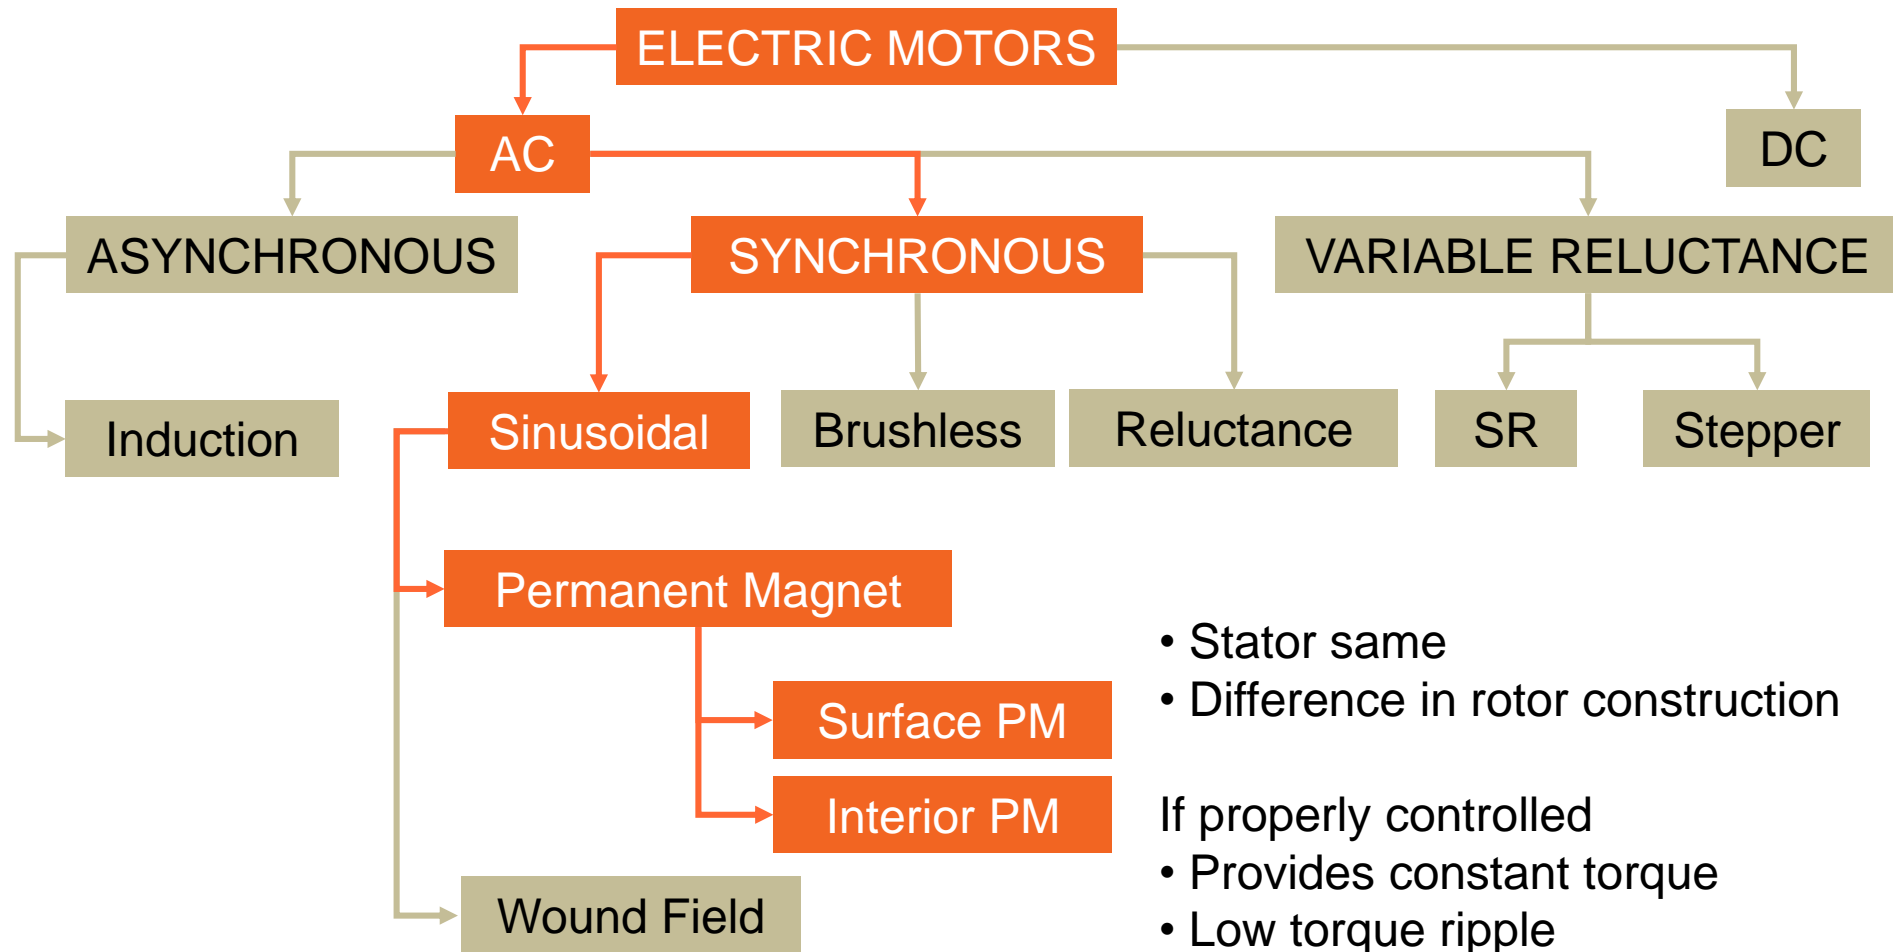 ELECTRIC MOTORS
AC
DC
ASYNCHRONOUS
SYNCHRONOUS
VARIABLE RELUCTANCE
Induction
Sinusoidal
Brushless
Reluctance
SR
Stepper
Permanent Magnet
Surface PM
Interior PM
Wound Field
• Stator same
• Difference in rotor construction
If properly controlled
• Provides constant torque
• Low torque ripple